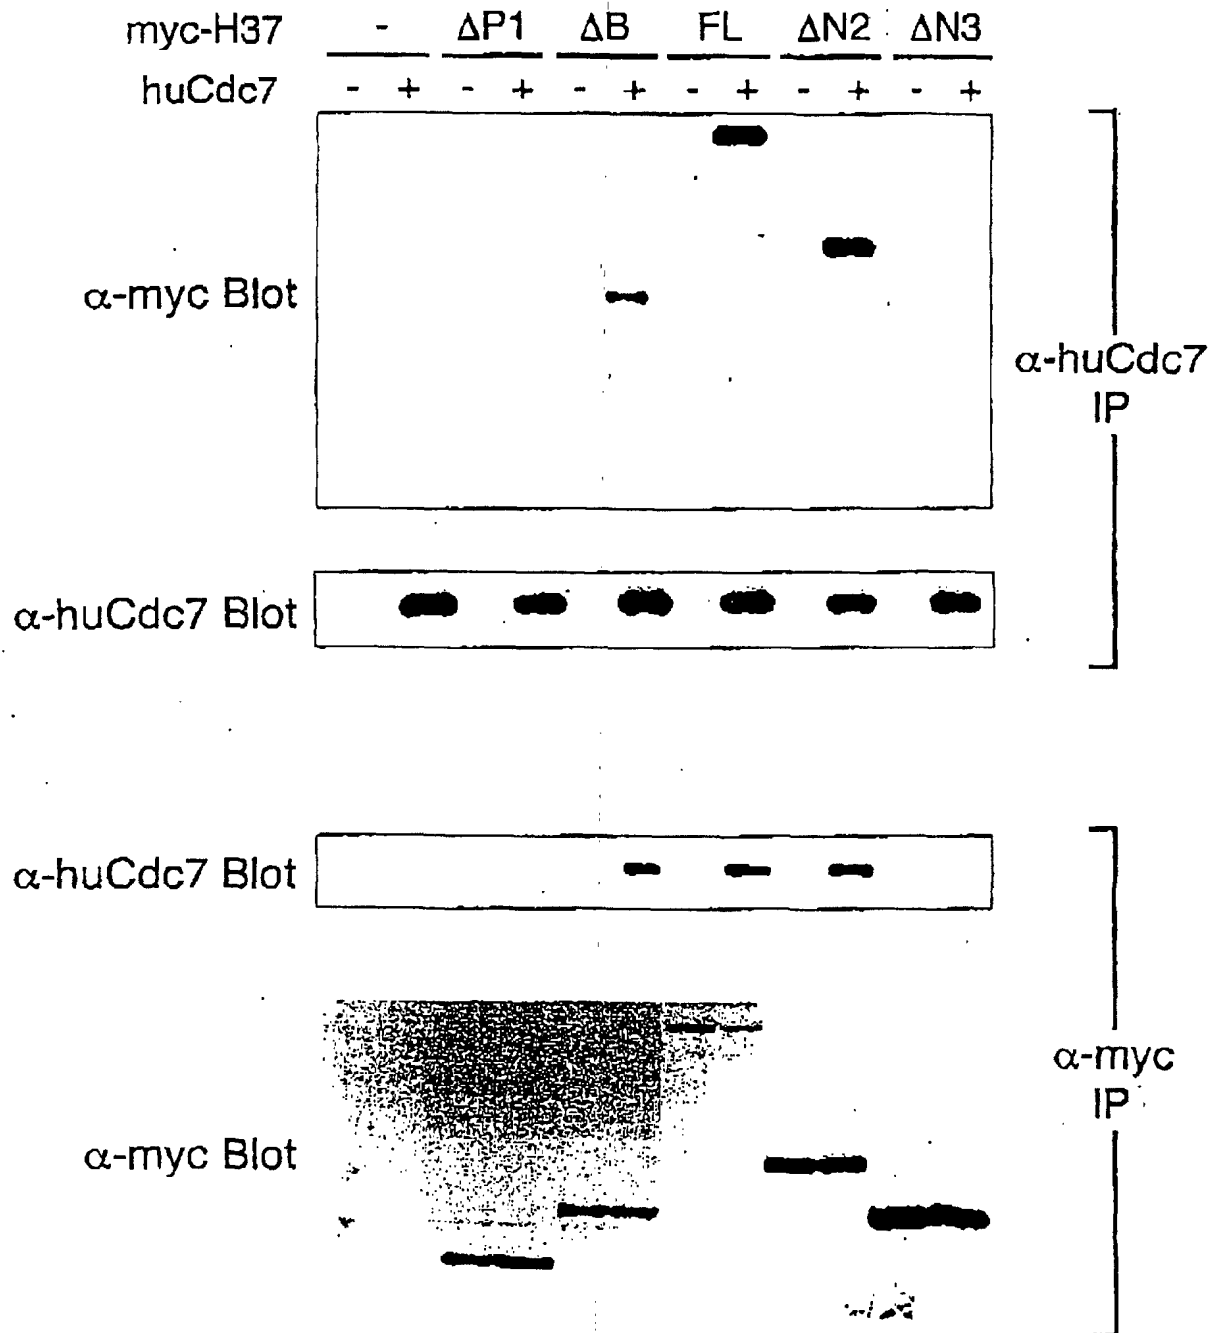 myc-H37 - ΔP1 ΔB FL ΔN2 ΔN3
huCdc7 - + - + - + - + - + - +
α-myc Blot
α-huCdc7
IP
α-huCdc7 Blot
α-huCdc7 Blot
α-myc
IP
α-myc Blot